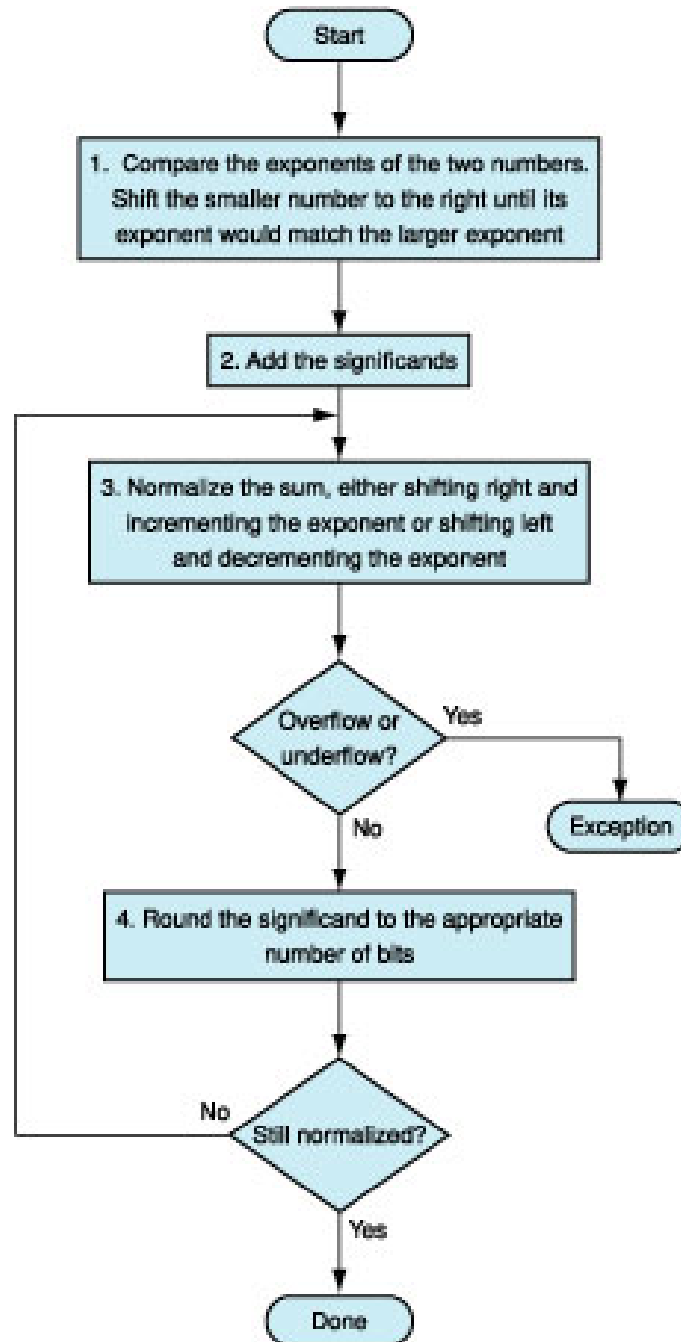 Start
1. Compare the exponents of the two numbers.
Shift the smaller number to the right until its
exponent would match the larger exponent
2. Add the significands
3. Normalize the sum, either shifting right and
incrementing the exponent or shifting left
and decrementing the exponent
Overflow or
underflow?
Yes
No
Exception
4. Round the significand to the appropriate
number of bits
No
Still normalized?
Yes
Done